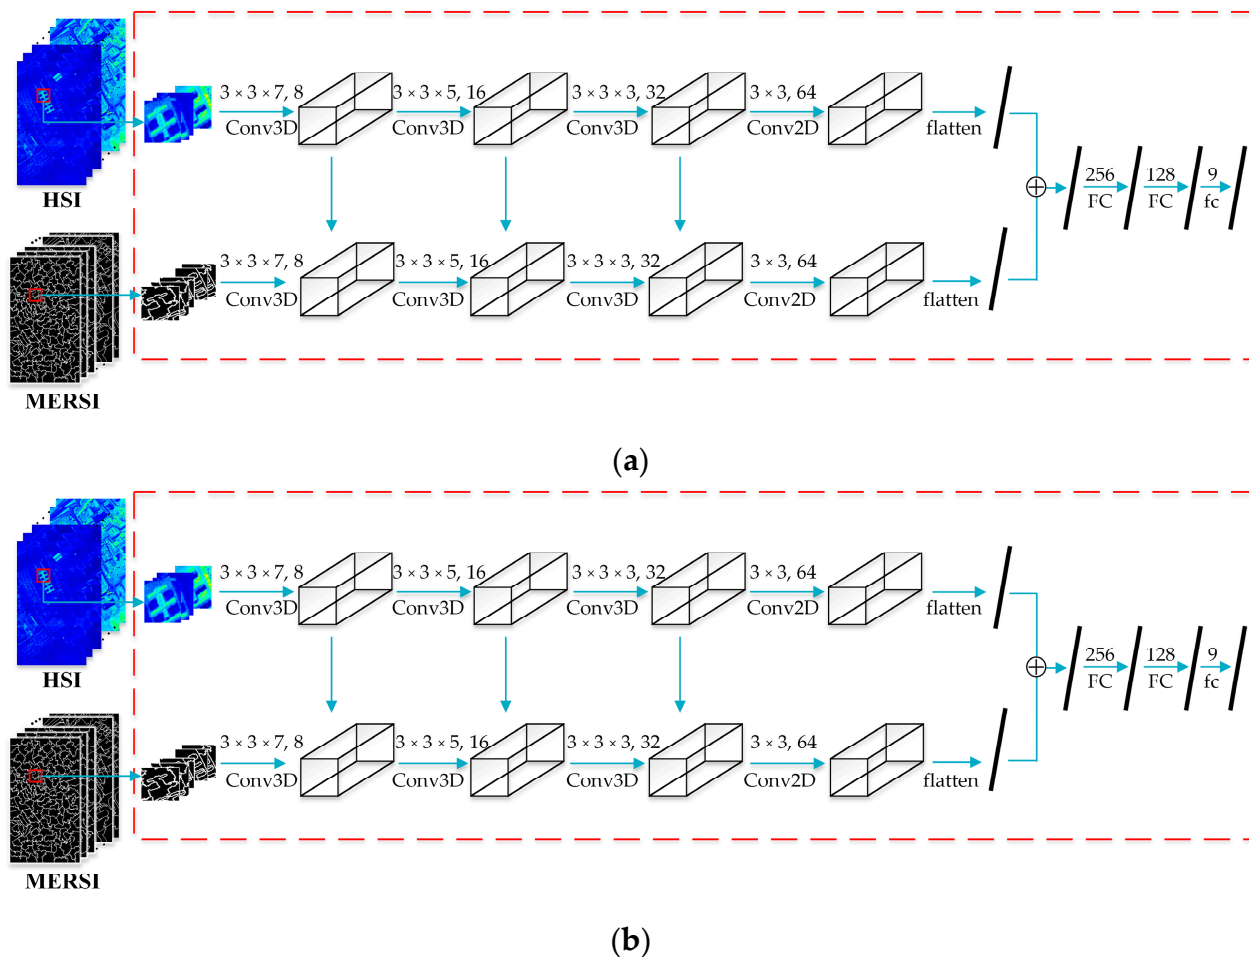 3 × 3 × 7, 8 3 × 3 × 5, 16 3 × 3 × 3, 32 3 × 3, 64
Conv3D Conv3D Conv3D Conv2D flatten
HSI
256 128 9
FC FC fc
3 × 3 × 7, 8 3 × 3 × 5, 16 3 × 3 × 3, 32 3 × 3, 64
Conv3D Conv3D Conv3D Conv2D flatten
MERSI
(a)
3 × 3 × 7, 8 3 × 3 × 5, 16 3 × 3 × 3, 32 3 × 3, 64
Conv3D Conv3D Conv3D Conv2D flatten
HSI
256 128 9
FC FC fc
3 × 3 × 7, 8 3 × 3 × 5, 16 3 × 3 × 3, 32 3 × 3, 64
Conv3D Conv3D Conv3D Conv2D flatten
MERSI
(b)